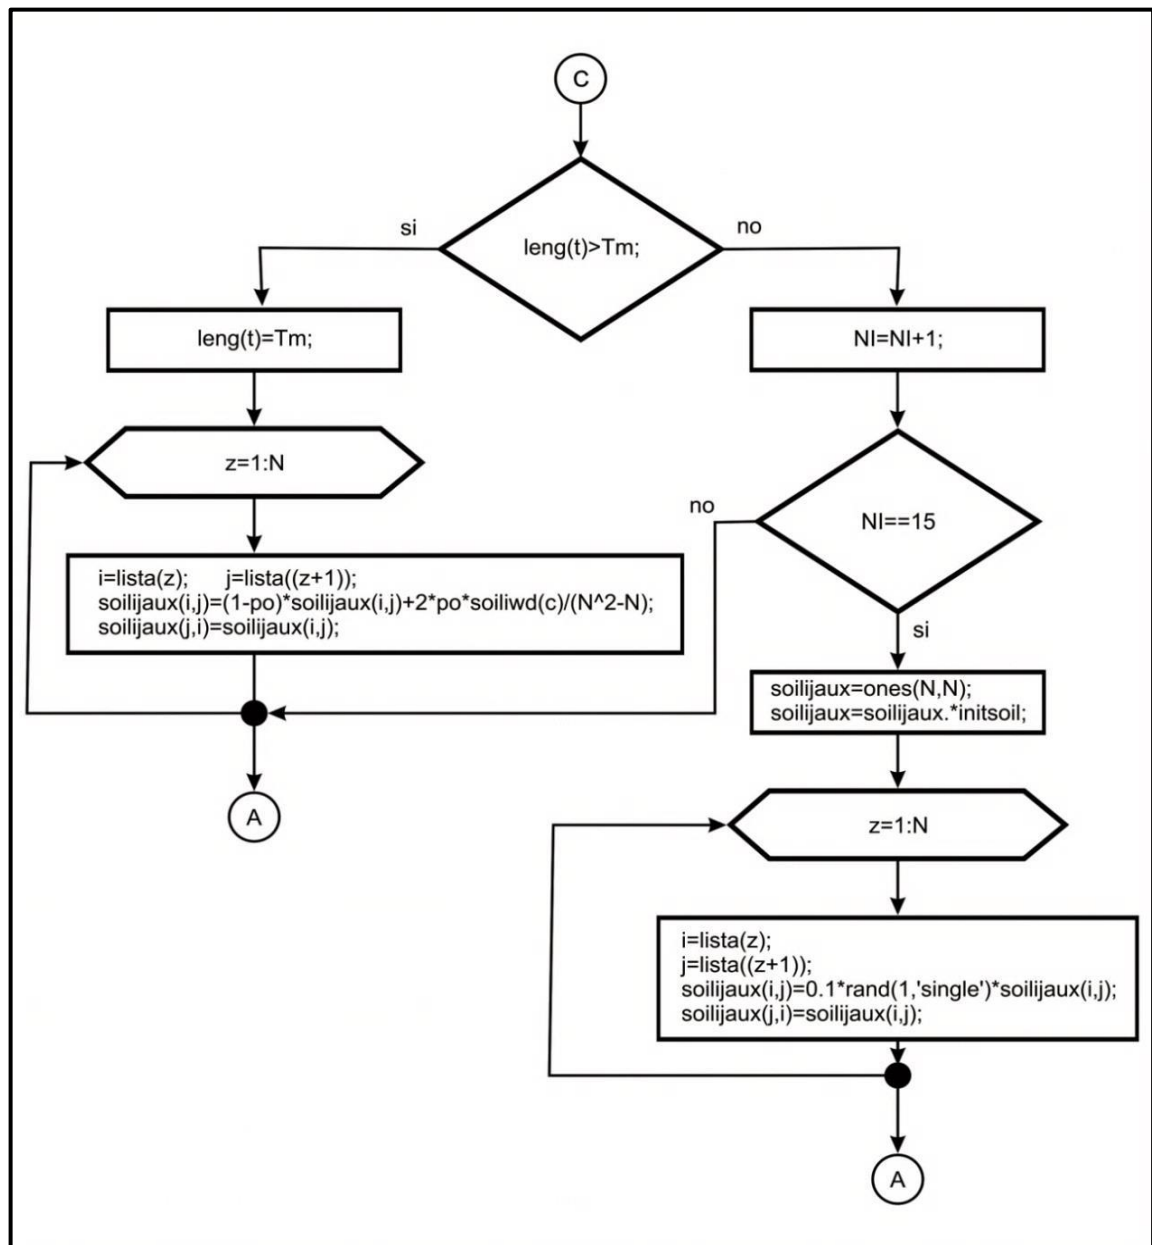 C
leng(t)>Tm;
si
no
leng(t)=Tm;
z=1:N
i=lista(z); j=lista((z+1));
soilijaux(i,j)=(1-po)*soilijaux(i,j)+2*po*soiliwd(c)/(N^2-N);
soilijaux(j,i)=soilijaux(i,j);
A
NI=NI+1;
NI==15
no
si
soilijaux=ones(N,N);
soilijaux=soilijaux.*initsoil;
z=1:N
i=lista(z);
j=lista((z+1));
soilijaux(i,j)=0.1*rand(1,'single')*soilijaux(i,j);
soilijaux(j,i)=soilijaux(i,j);
A